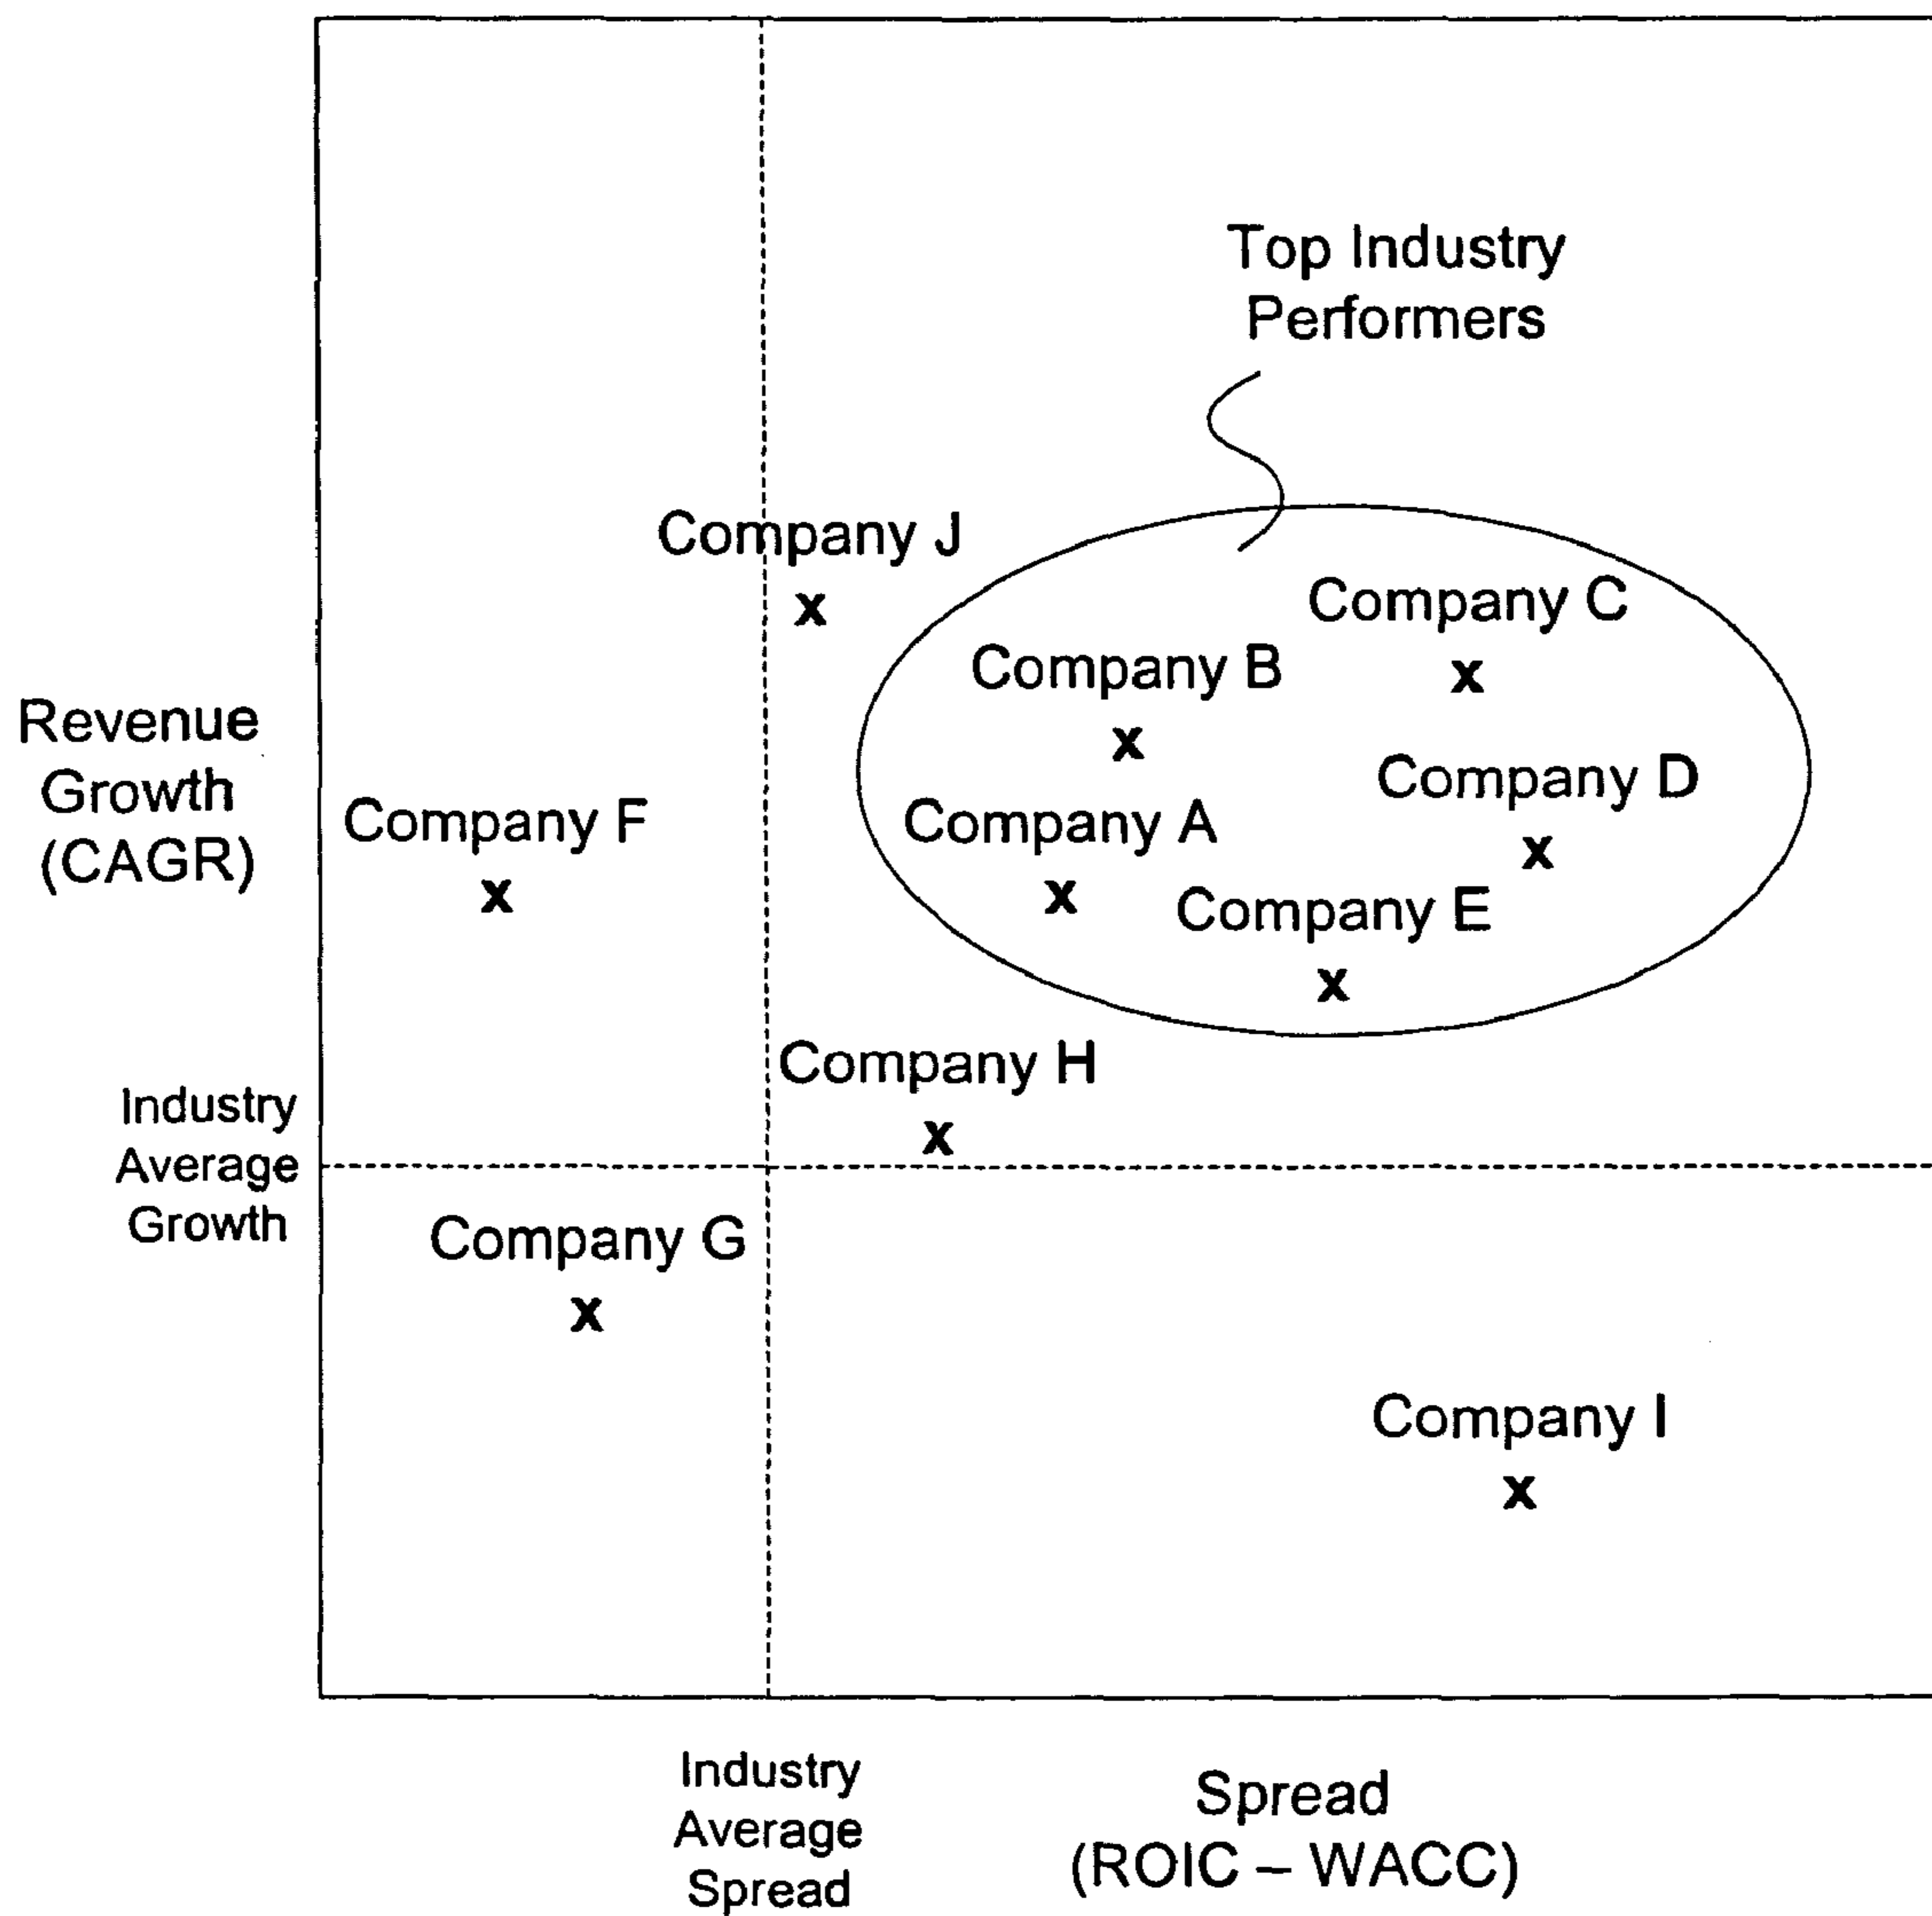 Top Industry
Performers
Company J
x
Company C
x
Company B
x
Revenue
Growth
(CAGR)
Company D
x
Company F
x
Company A
x
Company E
x
Company H
x
Industry
Average
Growth
Company G
x
Company I
x
Industry
Average
Spread
Spread
(ROIC – WACC)